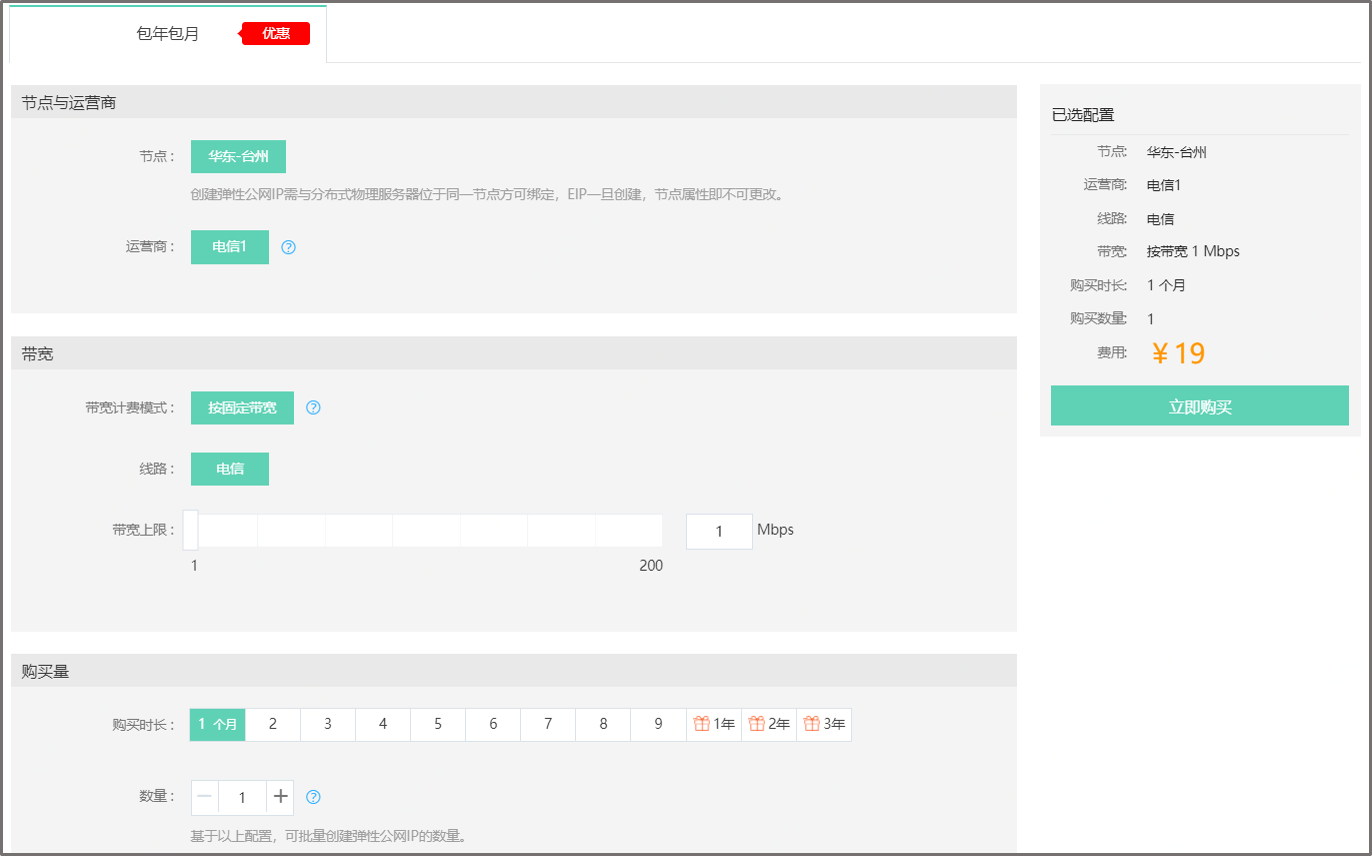 包年包月
优惠
节点与运营商
节点：
华东-台州
创建弹性公网IP需与分布式物理服务器位于同一节点方可绑定，EIP一旦创建，节点属性即不可更改。
运营商：
电信1
?
带宽
带宽计费模式：
按固定带宽
?
线路：
电信
带宽上限：
1
Mbps
1
200
购买量
购买时长：
1 个月
2
3
4
5
6
7
8
9
1年
2年
3年
数量：
1
?
基于以上配置，可批量创建弹性公网IP的数量。
已选配置
节点: 华东-台州
运营商: 电信1
线路: 电信
带宽: 按带宽 1 Mbps
购买时长: 1 个月
购买数量: 1
费用: ￥19
立即购买